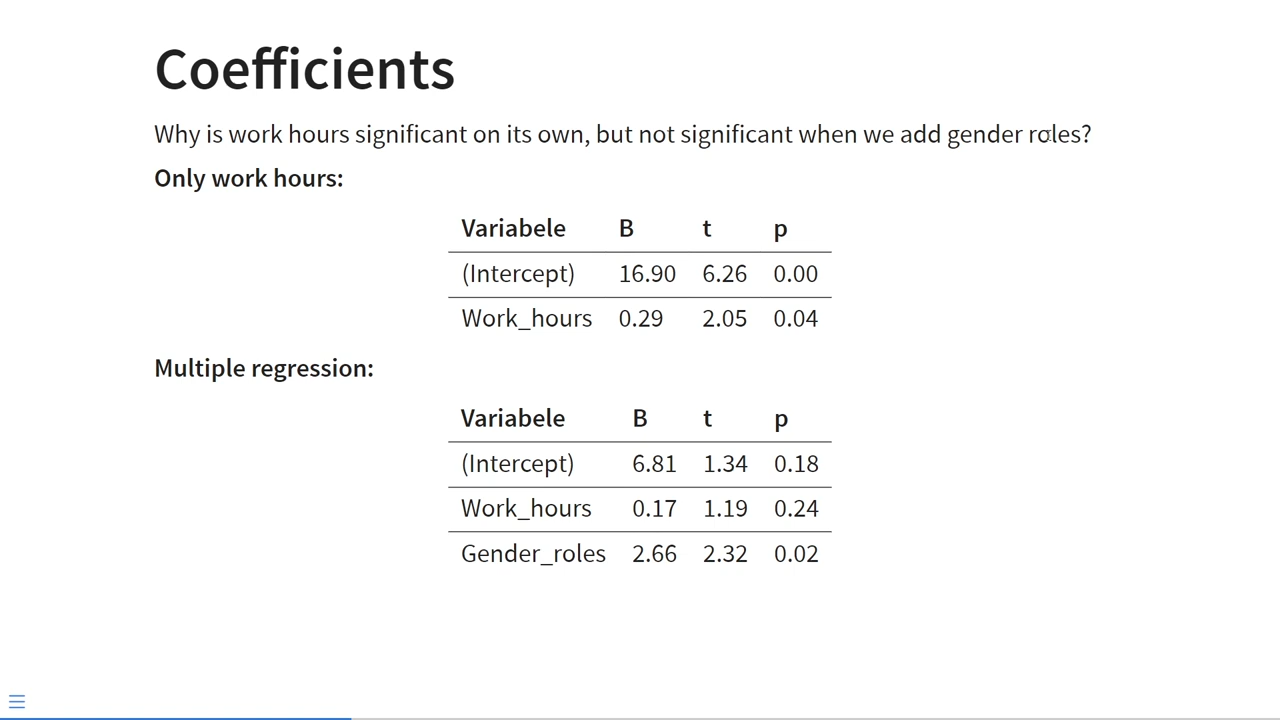 Coefficients
Why is work hours significant on its own, but not significant when we add gender roles?
Only work hours:
Variabele B t p
(Intercept) 16.90 6.26 0.00
Work_hours 0.29 2.05 0.04
Multiple regression:
Variabele B t p
(Intercept) 6.81 1.34 0.18
Work_hours 0.17 1.19 0.24
Gender_roles 2.66 2.32 0.02